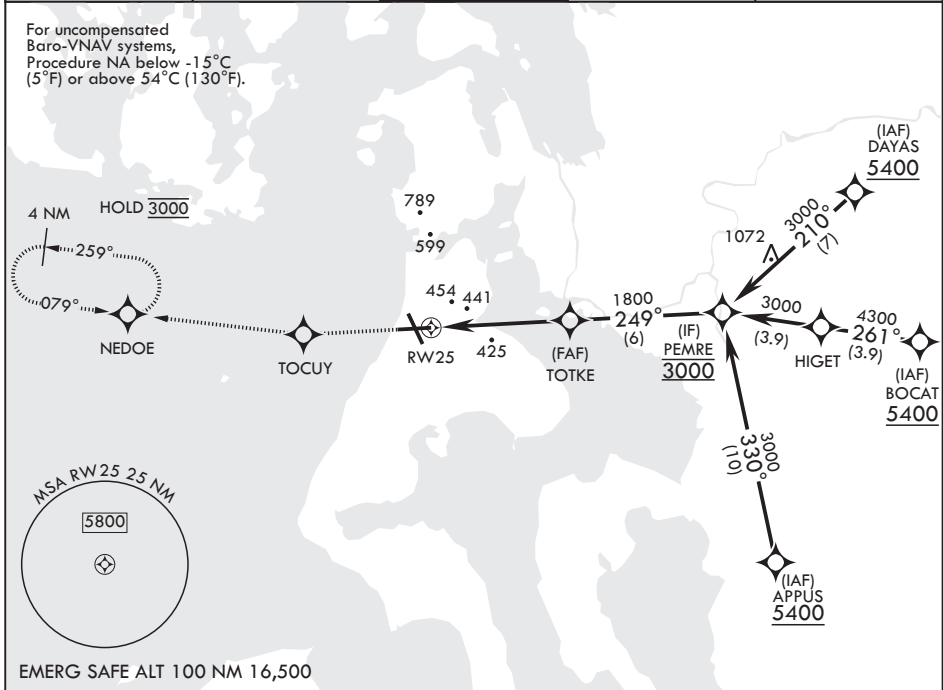 For uncompensated
Baro-VNAV systems,
Procedure NA below -15°C
(5°F) or above 54°C (130°F).
(IAF)
DAYAS
5400
3000
210°
(7)
1072
789
599
HOLD 3000
4 NM
259°
079°
NEDOE
TOCUY
454
441
425
RW25
(FAF)
TOTKE
1800
249°
(6)
(IF)
PEMRE
3000
3000
(3.9)
HIGET
4300
261°
(3.9)
(IAF)
BOCAT
5400
3000
330°
(10)
(IAF)
APPUS
5400
MSA RW25 25 NM
5800
EMERG SAFE ALT 100 NM 16,500